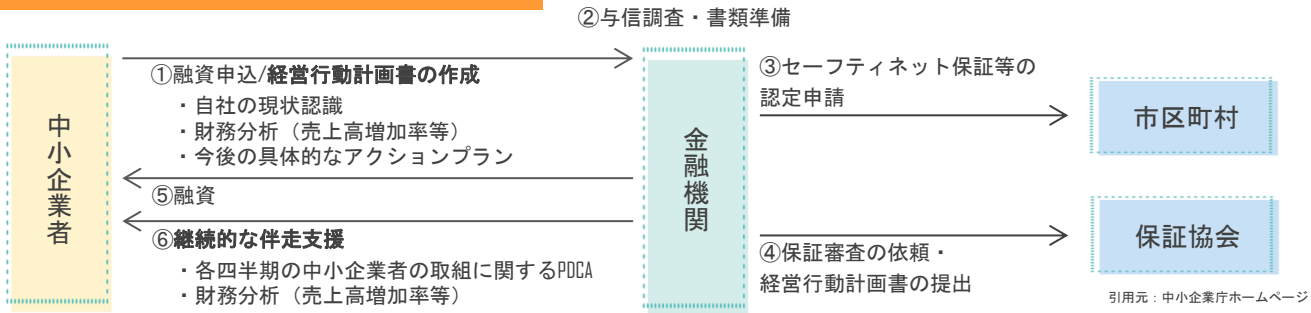 ②与信調査・書類準備
中小企業者
①融資申込/経営行動計画書の作成
・自社の現状認識
・財務分析（売上高増加率等）
・今後の具体的なアクションプラン
⑤融資
⑥継続的な伴走支援
・各四半期の中小企業者の取組に関するPDCA
・財務分析（売上高増加率等）
金融機関
③セーフティネット保証等の
認定申請
市区町村
④保証審査の依頼・
経営行動計画書の提出
保証協会
引用元：中小企業庁ホームページ